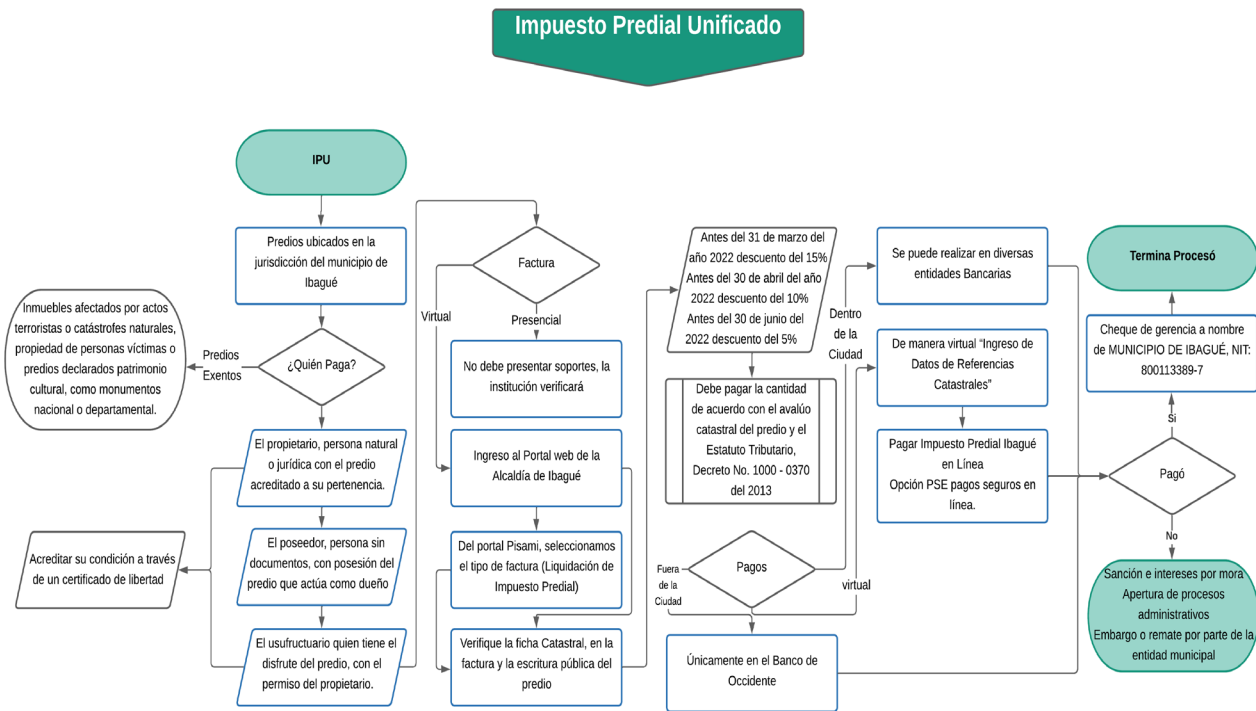 Impuesto Predial Unificado
IPU
Predios ubicados en la
jurisdicción del municipio de
Ibagué
¿Quién Paga?
Predios
Exentos
Inmuebles afectados por actos
terroristas o catástrofes naturales,
propiedad de personas víctimas o
predios declarados patrimonio
cultural, como monumentos
nacional o departamental.
El propietario, persona natural
o jurídica con el predio
acreditado a su pertenencia.
El poseedor, persona sin
documentos, con posesión del
predio que actúa como dueño
El usufructuario quien tiene el
disfrute del predio, con el
permiso del propietario.
Acreditar su condición a través
de un certificado de libertad
Factura
Virtual
Presencial
No debe presentar soportes, la
institución verificará
Ingreso al Portal web de la
Alcaldía de Ibagué
Del portal Pisami, seleccionamos
el tipo de factura (Liquidación de
Impuesto Predial)
Verifique la ficha Catastral, en la
factura y la escritura pública del
predio
Antes del 31 de marzo del
año 2022 descuento del 15%
Antes del 30 de abril del año
2022 descuento del 10%
Antes del 30 de junio del
2022 descuento del 5%
Debe pagar la cantidad
de acuerdo con el avalúo
catastral del predio y el
Estatuto Tributario,
Decreto No. 1000 - 0370
del 2013
Pagos
Fuera
de la
Ciudad
Dentro
de la
Ciudad
virtual
Únicamente en el Banco de
Occidente
Se puede realizar en diversas
entidades Bancarias
De manera virtual “Ingreso de
Datos de Referencias
Catastrales”
Pagar Impuesto Predial Ibagué
en Línea
Opción PSE pagos seguros en
línea.
Pagó
Si
No
Cheque de gerencia a nombre
de MUNICIPIO DE IBAGUÉ, NIT:
800113389-7
Termina Procesó
Sanción e intereses por mora
Apertura de procesos
administrativos
Embargo o remate por parte de la
entidad municipal